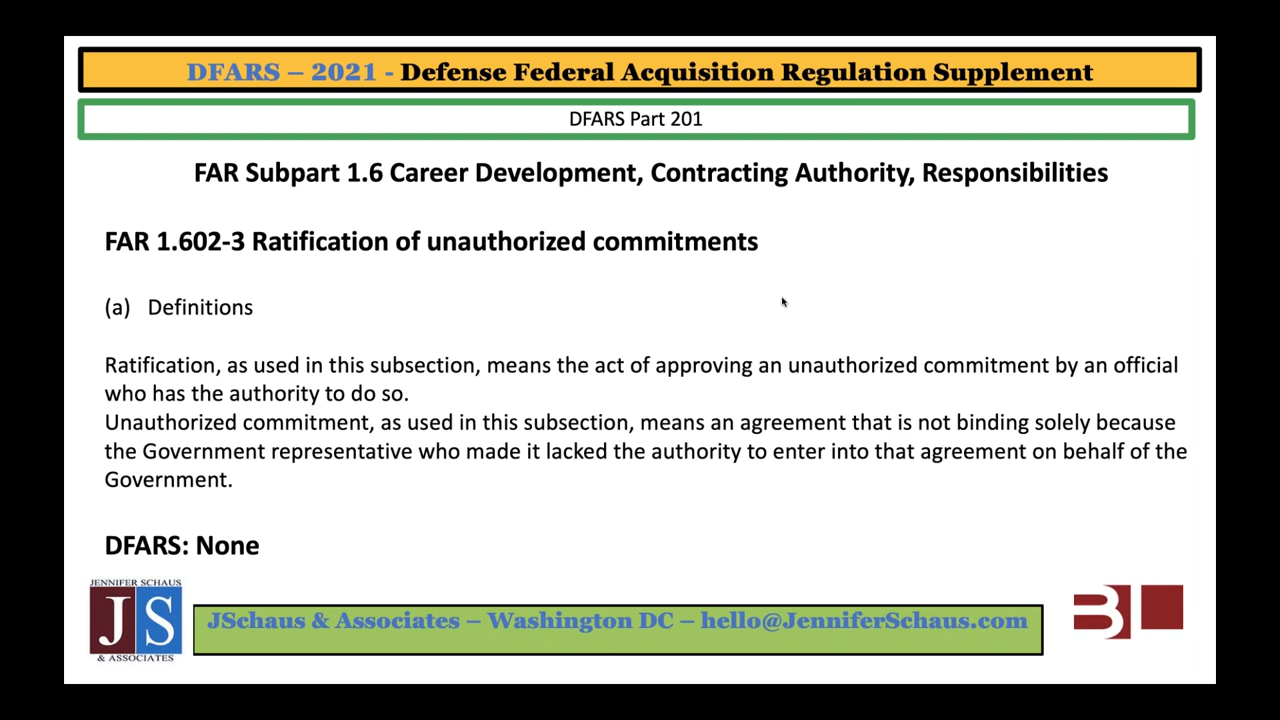 DFARS – 2021 - Defense Federal Acquisition Regulation Supplement
DFARS Part 201
FAR Subpart 1.6 Career Development, Contracting Authority, Responsibilities
FAR 1.602-3 Ratification of unauthorized commitments
(a) Definitions
Ratification, as used in this subsection, means the act of approving an unauthorized commitment by an official
who has the authority to do so.
Unauthorized commitment, as used in this subsection, means an agreement that is not binding solely because
the Government representative who made it lacked the authority to enter into that agreement on behalf of the
Government.
DFARS: None
JENNIFER SCHAUS
JS
& ASSOCIATES
JSchaus & Associates – Washington DC – hello@JenniferSchaus.com
B